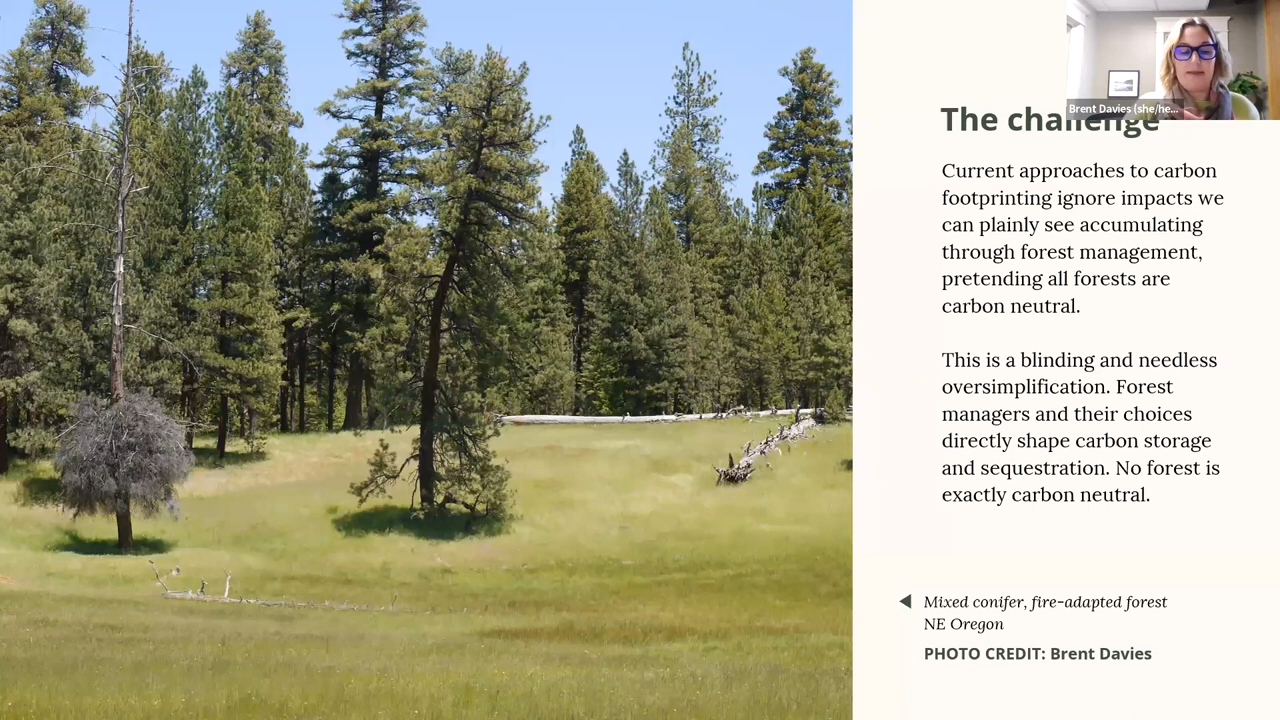 Brent Davies (she/he...
The challenge
Current approaches to carbon
footprinting ignore impacts we
can plainly see accumulating
through forest management,
pretending all forests are
carbon neutral.
This is a blinding and needless
oversimplification. Forest
managers and their choices
directly shape carbon storage
and sequestration. No forest is
exactly carbon neutral.
Mixed conifer, fire-adapted forest
NE Oregon
PHOTO CREDIT: Brent Davies